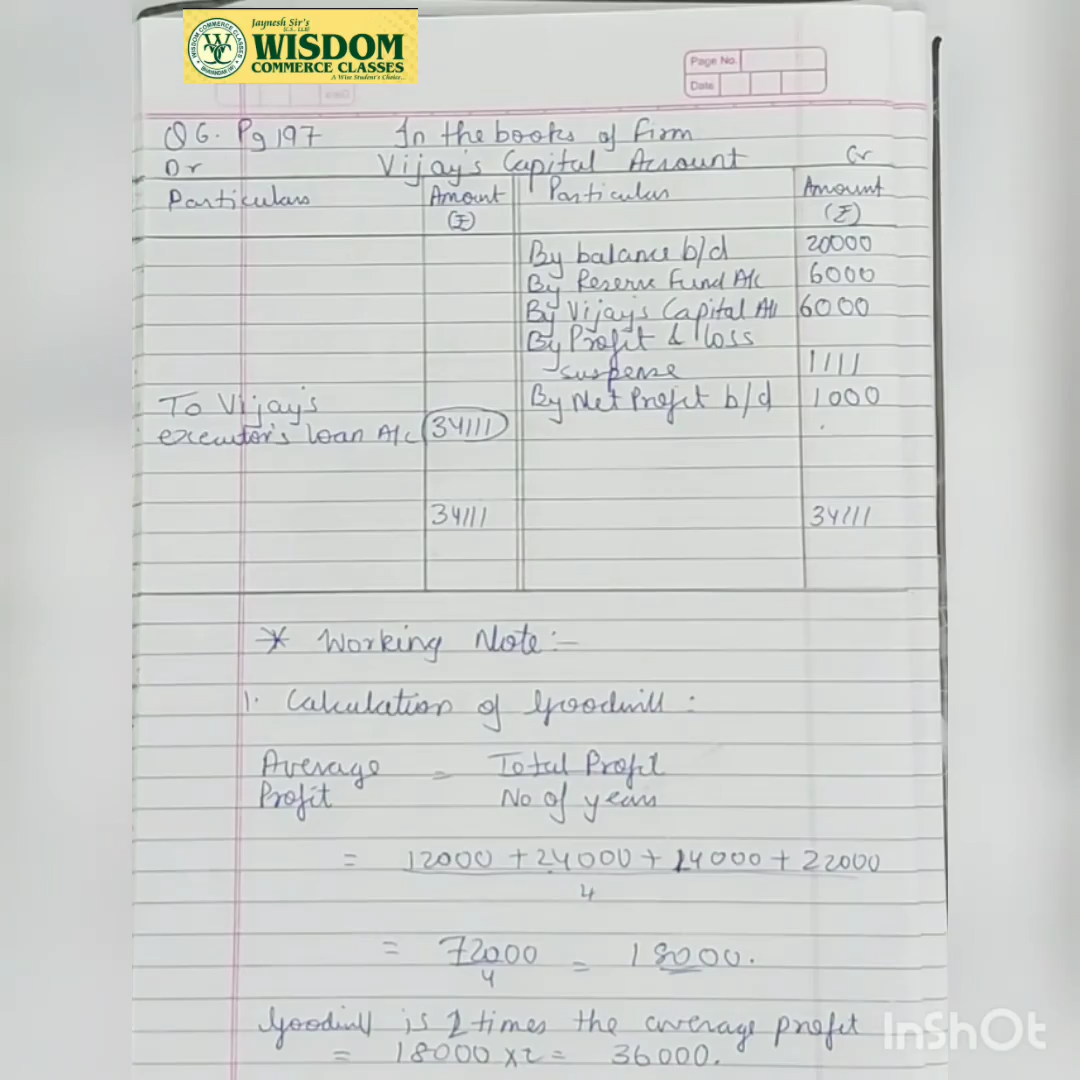 Jaynesh Sir's
WISDOM
COMMERCE CLASSES
A Wise Student's Choice...
Page No.
Date
Q6. Pg 197 In the books of Firm
Dr Vijay's Capital Account Cr
Particulars Amount (₹) Particulars Amount (₹)
By balance b/d 20000
By Reserve Fund A/c 6000
By Vijay's Capital A/c 6000
By Profit & loss
suspense 1111
By Net Profit b/d 1000
To Vijay's
executor's loan A/c 34111
34111 34111
* Working Note :-
1. Calculation of Goodwill :
Average Profit = Total Profit
No of years
= 12000 + 24000 + 14000 + 22000
4
= 72000 = 18000.
4
Goodwill is 2 times the average profit
= 18000 x 2 = 36000.
InShOt